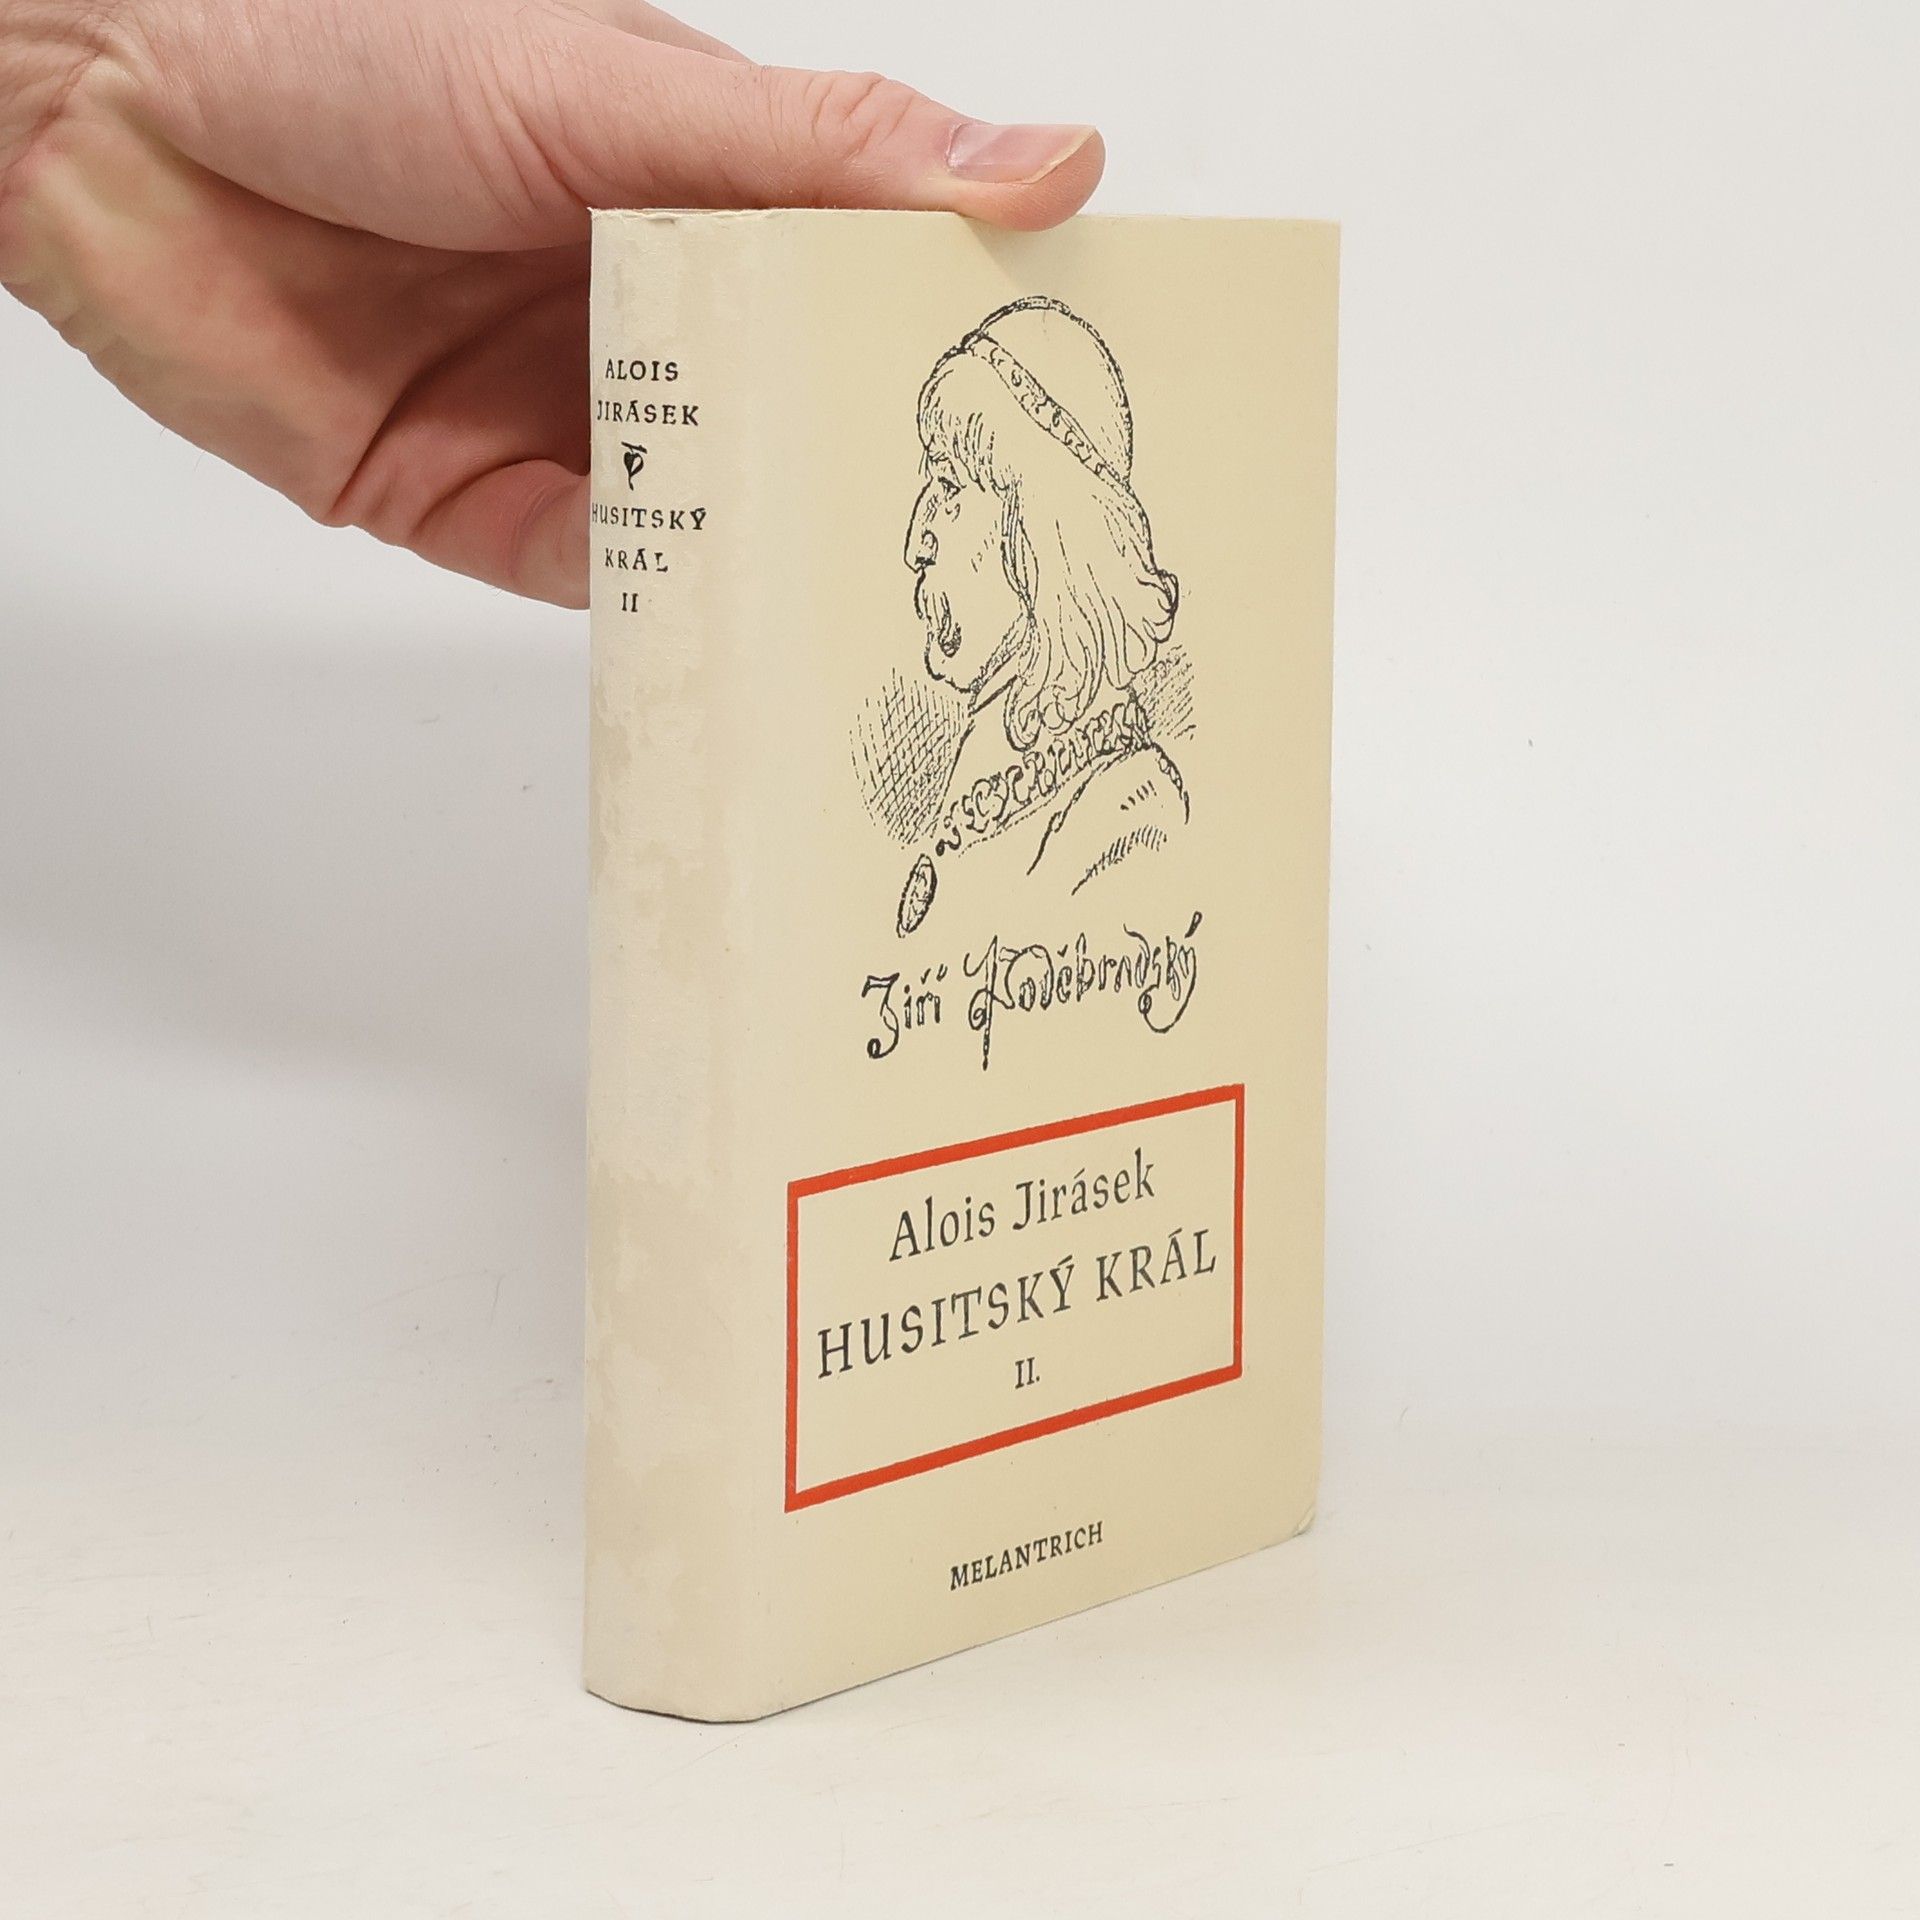 ALOIS
JIRÁSEK
HUSITSKÝ
KRÁL
II
Jiří Poděbradský
Alois Jirásek
HUSITSKÝ KRÁL
II.
MELANTRICH